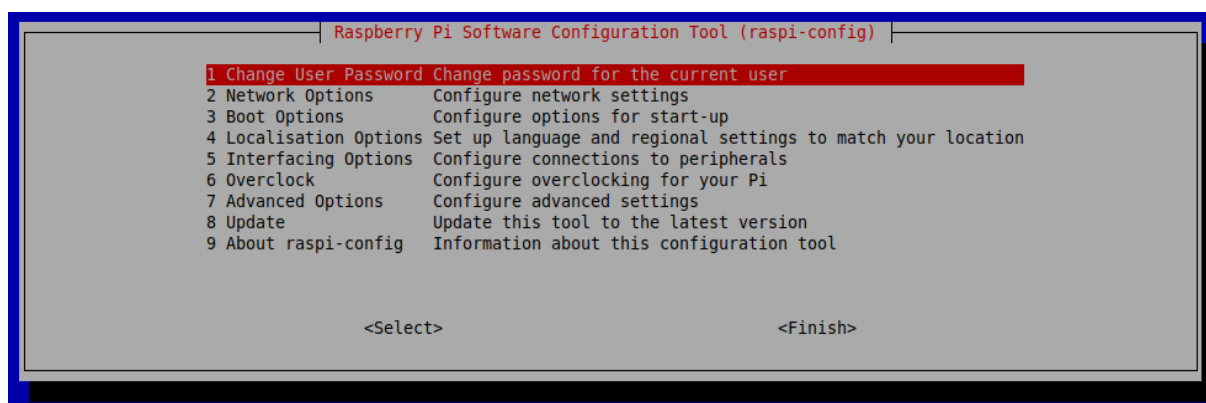 Raspberry Pi Software Configuration Tool (raspi-config)
1 Change User Password Change password for the current user
2 Network Options Configure network settings
3 Boot Options Configure options for start-up
4 Localisation Options Set up language and regional settings to match your location
5 Interfacing Options Configure connections to peripherals
6 Overclock Configure overclocking for your Pi
7 Advanced Options Configure advanced settings
8 Update Update this tool to the latest version
9 About raspi-config Information about this configuration tool
<Select> <Finish>